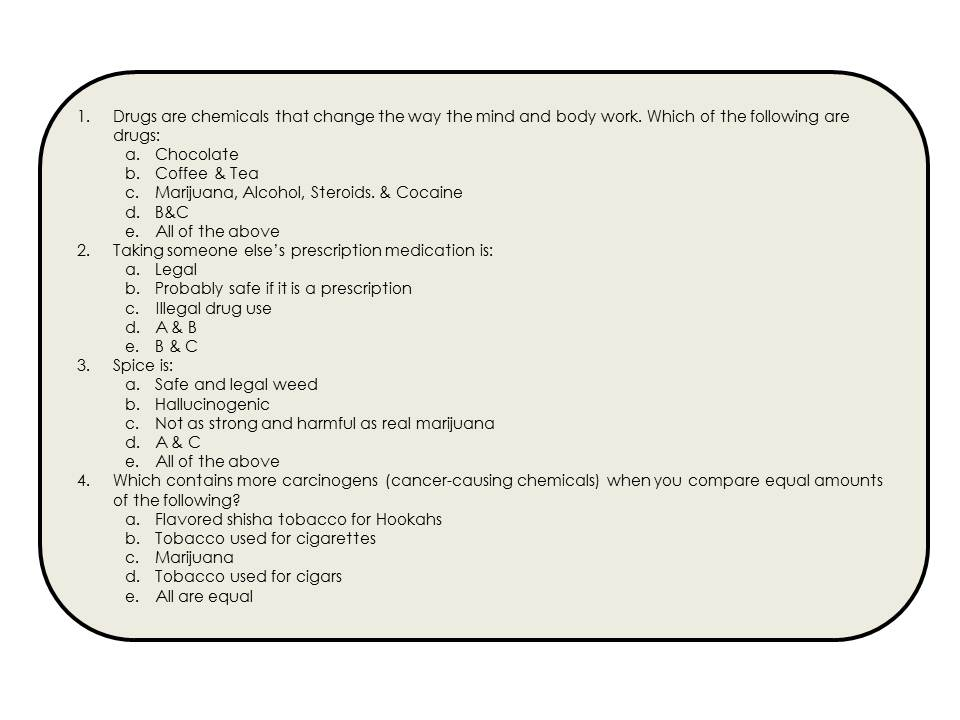 1. Drugs are chemicals that change the way the mind and body work. Which of the following are
drugs:
a. Chocolate
b. Coffee & Tea
c. Marijuana, Alcohol, Steroids. & Cocaine
d. B&C
e. All of the above
2. Taking someone else's prescription medication is:
a. Legal
b. Probably safe if it is a prescription
c. Illegal drug use
d. A & B
e. B & C
3. Spice is:
a. Safe and legal weed
b. Hallucinogenic
c. Not as strong and harmful as real marijuana
d. A & C
e. All of the above
4. Which contains more carcinogens (cancer-causing chemicals) when you compare equal amounts
of the following?
a. Flavored shisha tobacco for Hookahs
b. Tobacco used for cigarettes
c. Marijuana
d. Tobacco used for cigars
e. All are equal